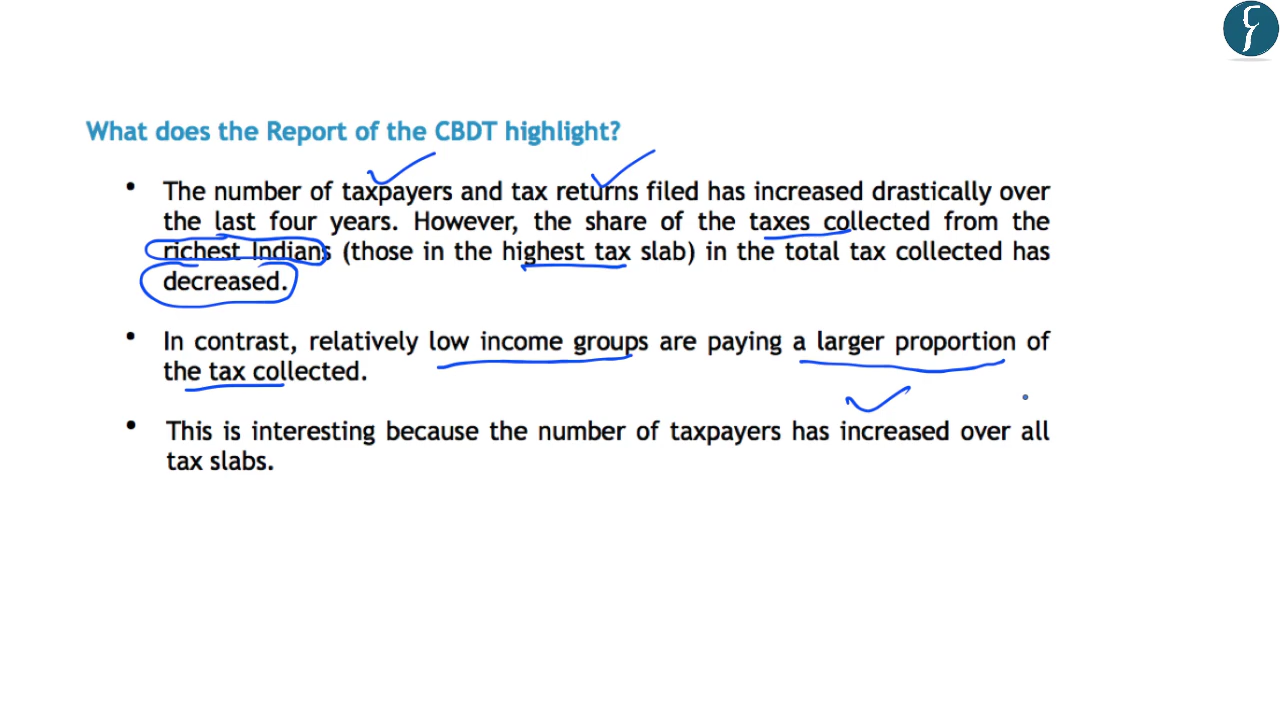 What does the Report of the CBDT highlight?
• The number of taxpayers and tax returns filed has increased drastically over
the last four years. However, the share of the taxes collected from the
richest Indians (those in the highest tax slab) in the total tax collected has
decreased.
• In contrast, relatively low income groups are paying a larger proportion of
the tax collected.
• This is interesting because the number of taxpayers has increased over all
tax slabs.